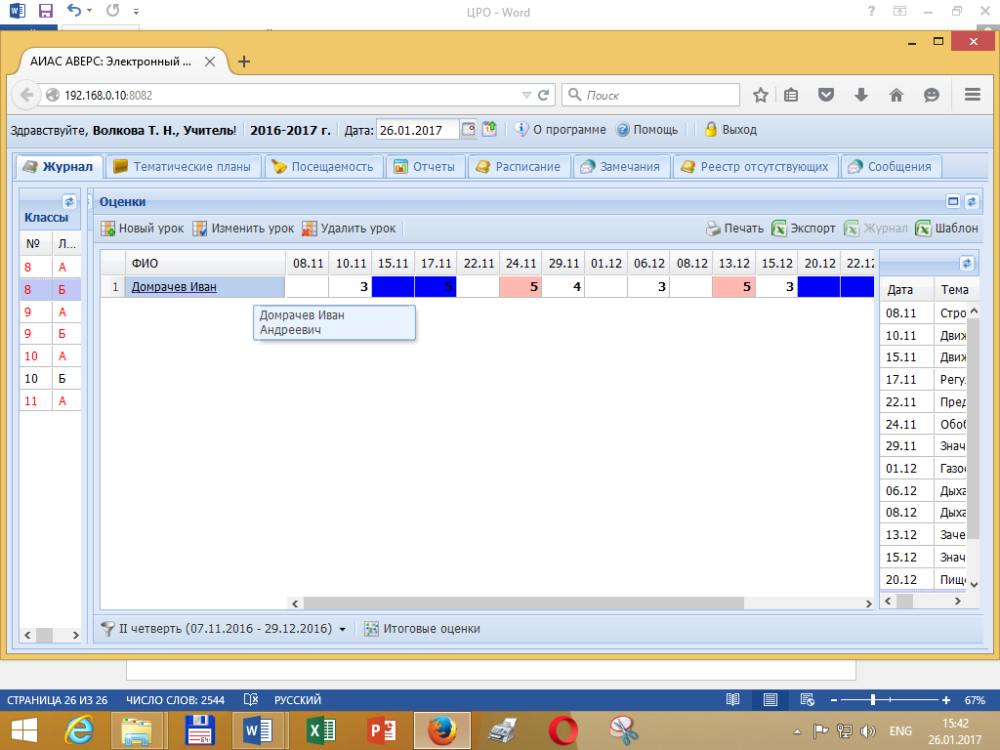 ЦРО - Word
АИАС АВЕРС: Электронный ...
192.168.0.10:8082
Поиск
Здравствуйте, Волкова Т. Н., Учитель! 2016-2017 г. Дата: 26.01.2017 О программе Помощь Выход
Журнал Тематические планы Посещаемость Отчеты Расписание Замечания Реестр отсутствующих Сообщения
Классы
№ Л...
8 А
8 Б
9 А
9 Б
10 А
10 Б
11 А
Оценки
Новый урок Изменить урок Удалить урок Печать Экспорт Журнал Шаблон
ФИО 08.11 10.11 15.11 17.11 22.11 24.11 29.11 01.12 06.12 08.12 13.12 15.12 20.12 22.12
1 Домрачев Иван 3 5 5 4 3 5 3
Домрачев Иван
Андреевич
Дата Тема
08.11 Стро
10.11 Движ
15.11 Движ
17.11 Регу
22.11 Пред
24.11 Обоб
29.11 Знач
01.12 Газо
06.12 Дыха
08.12 Дыха
13.12 Заче
15.12 Знач
20.12 Пищ
II четверть (07.11.2016 - 29.12.2016) Итоговые оценки
СТРАНИЦА 26 ИЗ 26 ЧИСЛО СЛОВ: 2544 РУССКИЙ 67%
ENG
15:42
26.01.2017